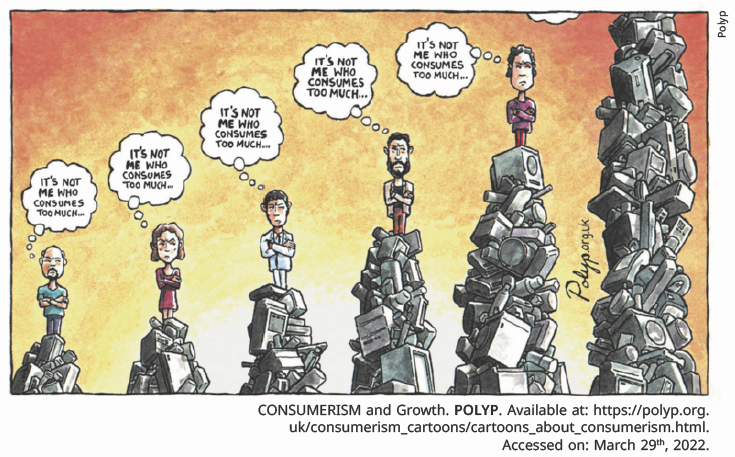 Polyp
IT'S NOT
ME WHO
CONSUMES
TOO MUCH...
IT'S NOT
ME WHO
CONSUMES
TOO MUCH...
IT'S NOT
ME WHO
CONSUMES
TOO MUCH...
IT'S NOT
ME WHO
CONSUMES
TOO MUCH...
IT'S NOT
ME WHO
CONSUMES
TOO MUCH...
Polyp.org.uk
CONSUMERISM and Growth. POLYP. Available at: https://polyp.org.
uk/consumerism_cartoons/cartoons_about_consumerism.html.
Accessed on: March 29th, 2022.